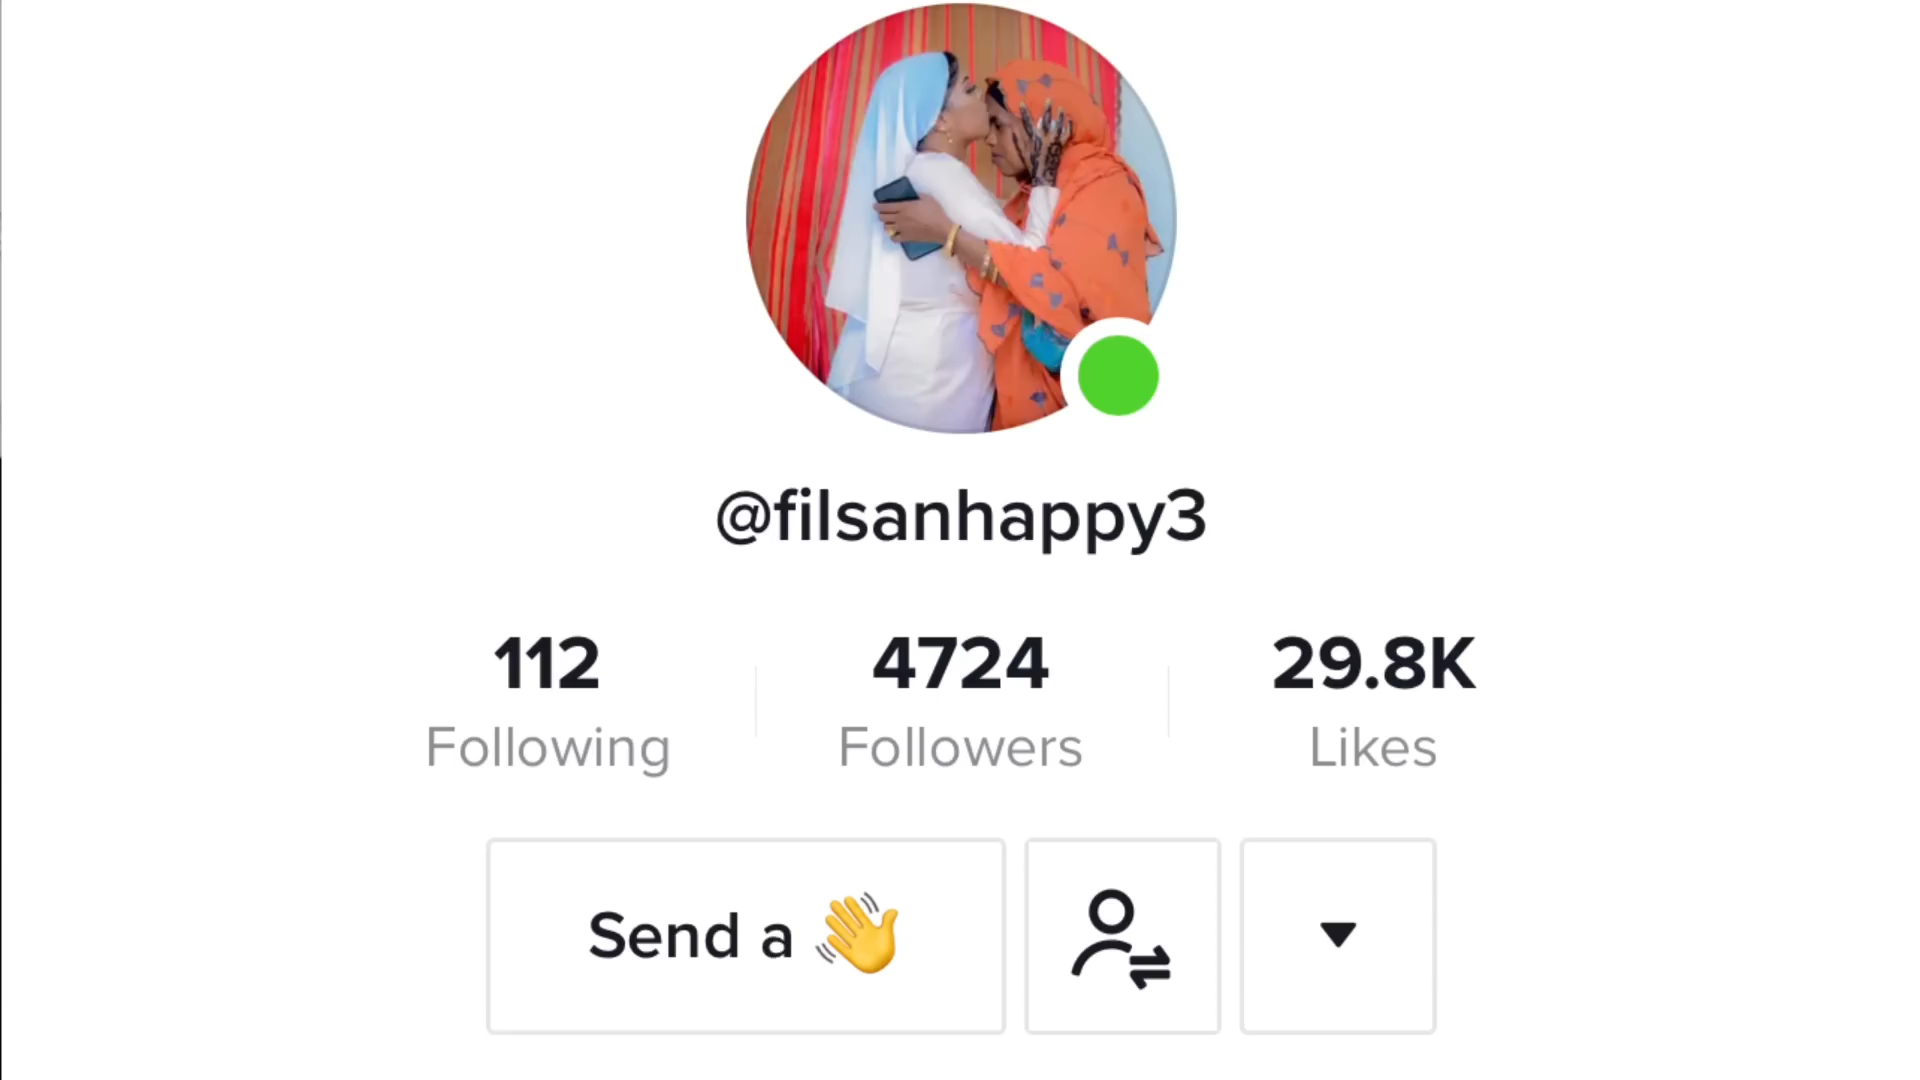 @filsanhappy3
112 4724 29.8K
Following Followers Likes
Send a 👋